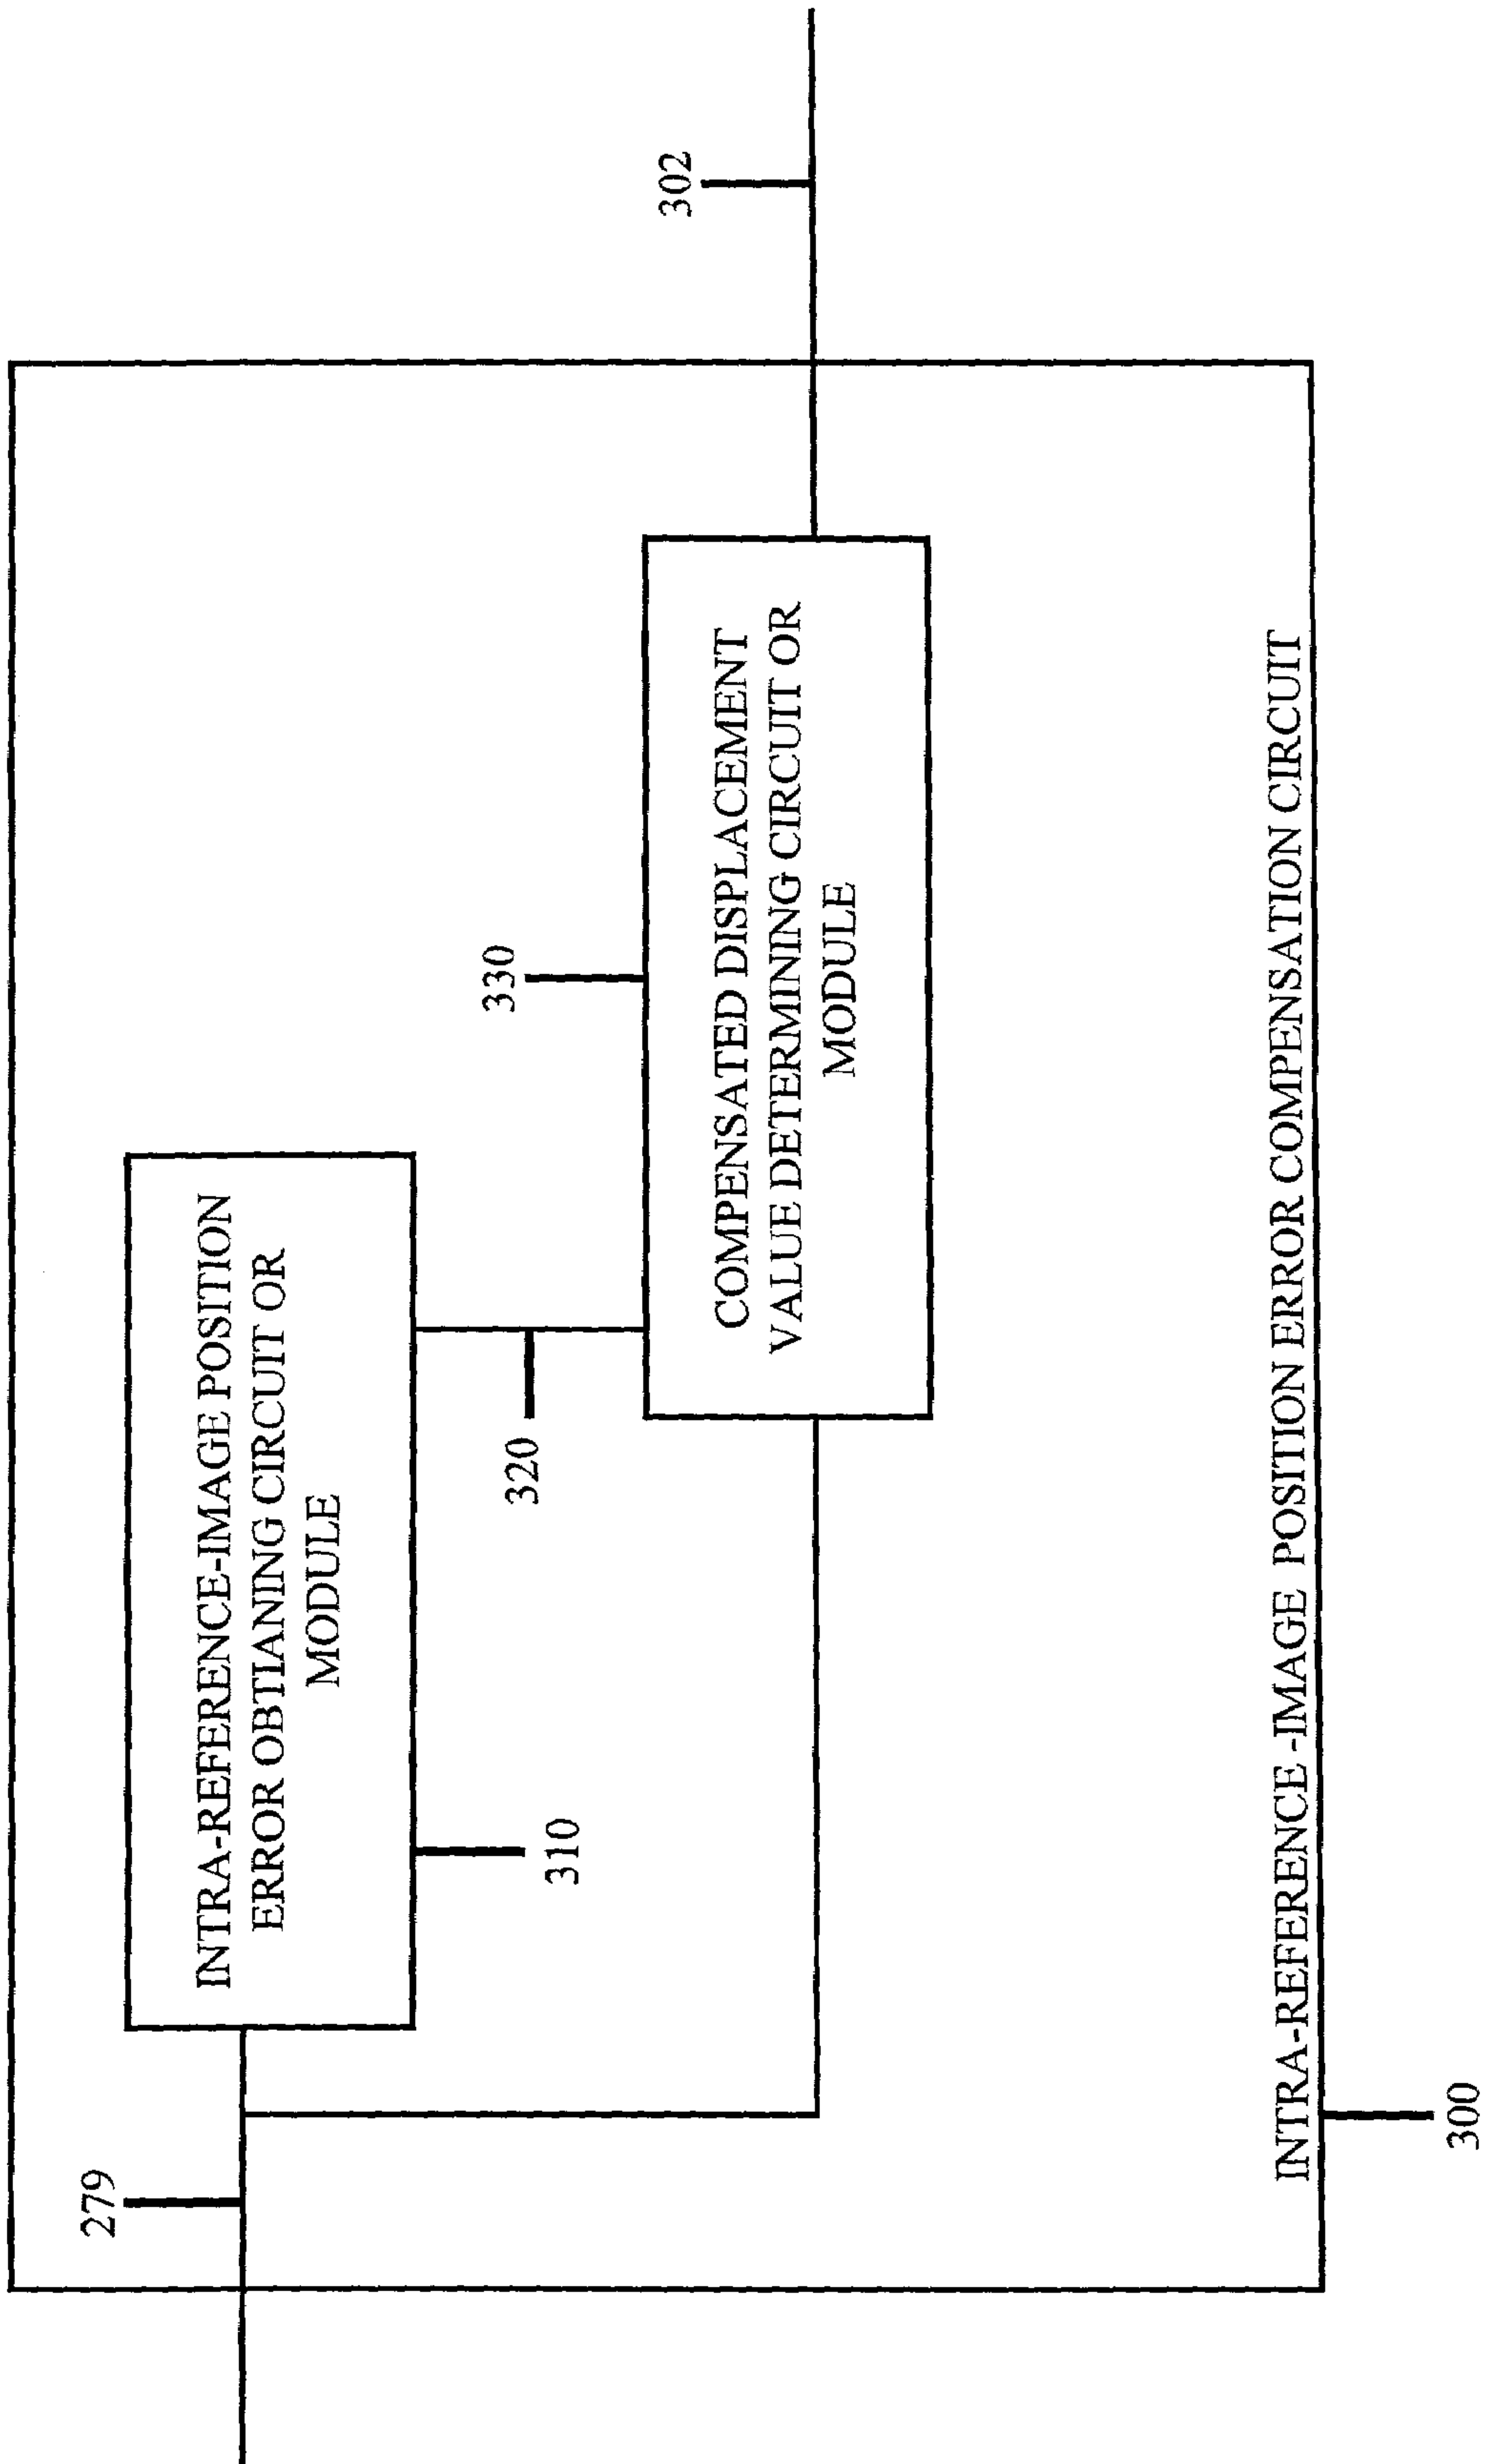 279
INTRA-REFERENCE-IMAGE POSITION
ERROR OBTIANING CIRCUIT OR
MODULE
310
320
330
COMPENSATED DISPLACEMENT
VALUE DETERMINING CIRCUIT OR
MODULE
302
INTRA-REFERENCE -IMAGE POSITION ERROR COMPENSATION CIRCUIT
300